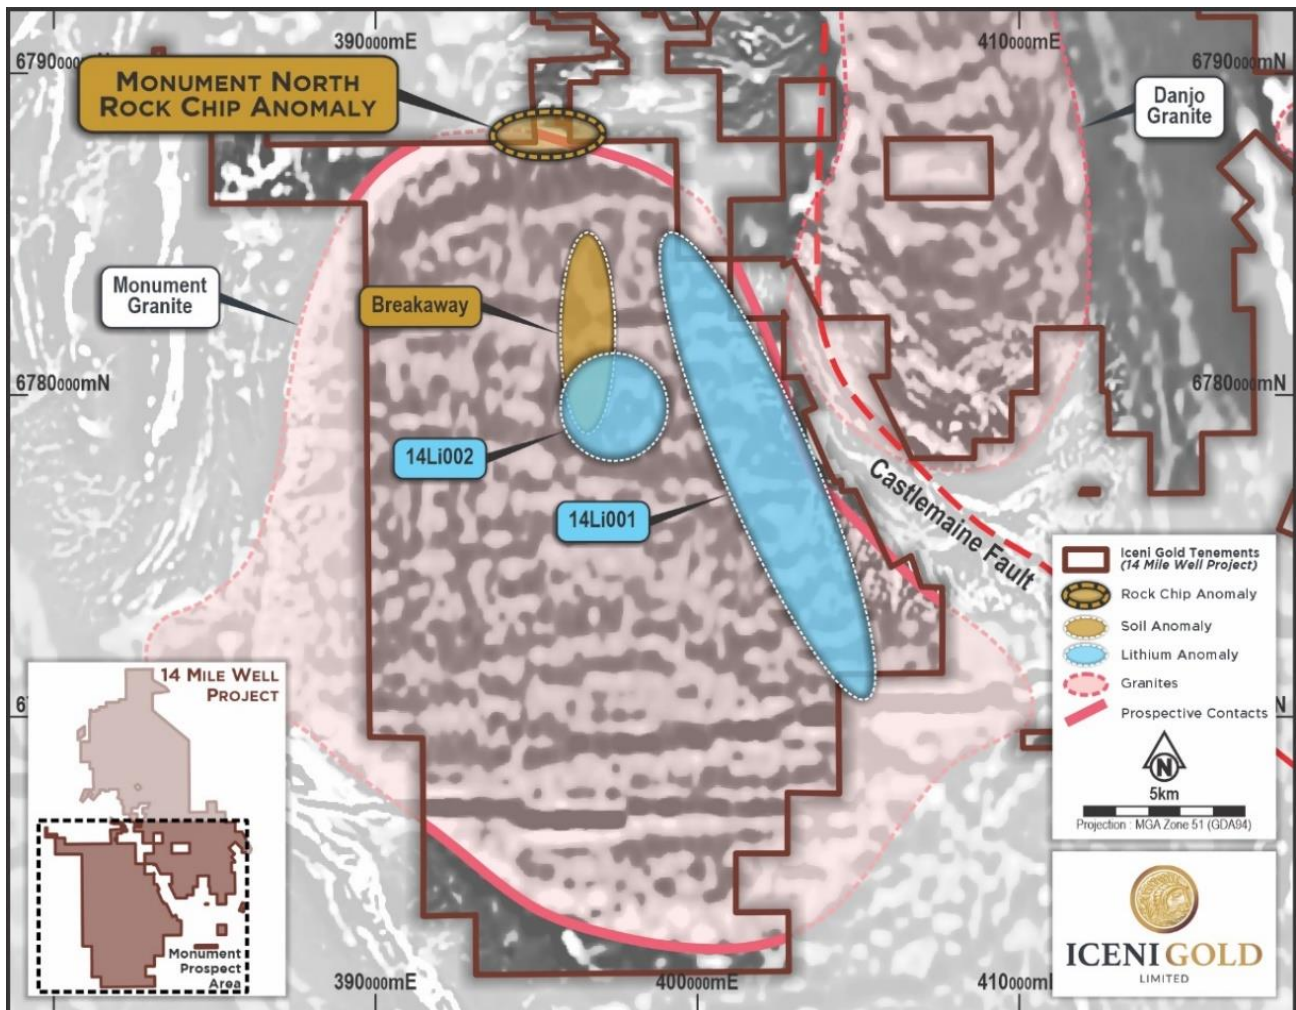 390000mE
410000mE
6790000mN
6790000mN
MONUMENT NORTH
ROCK CHIP ANOMALY
Danjo
Granite
Monument
Granite
Breakaway
6780000mN
6780000mN
14Li002
14Li001
Castlemaine Fault
Iceni Gold Tenements
(14 Mile Well Project)
Rock Chip Anomaly
Soil Anomaly
Lithium Anomaly
Granites
Prospective Contacts
N
5km
Projection : MGA Zone 51 (GDA94)
14 MILE WELL
PROJECT
Monument
Prospect
Area
390000mE
400000mE
410000mE
ICENI GOLD
LIMITED